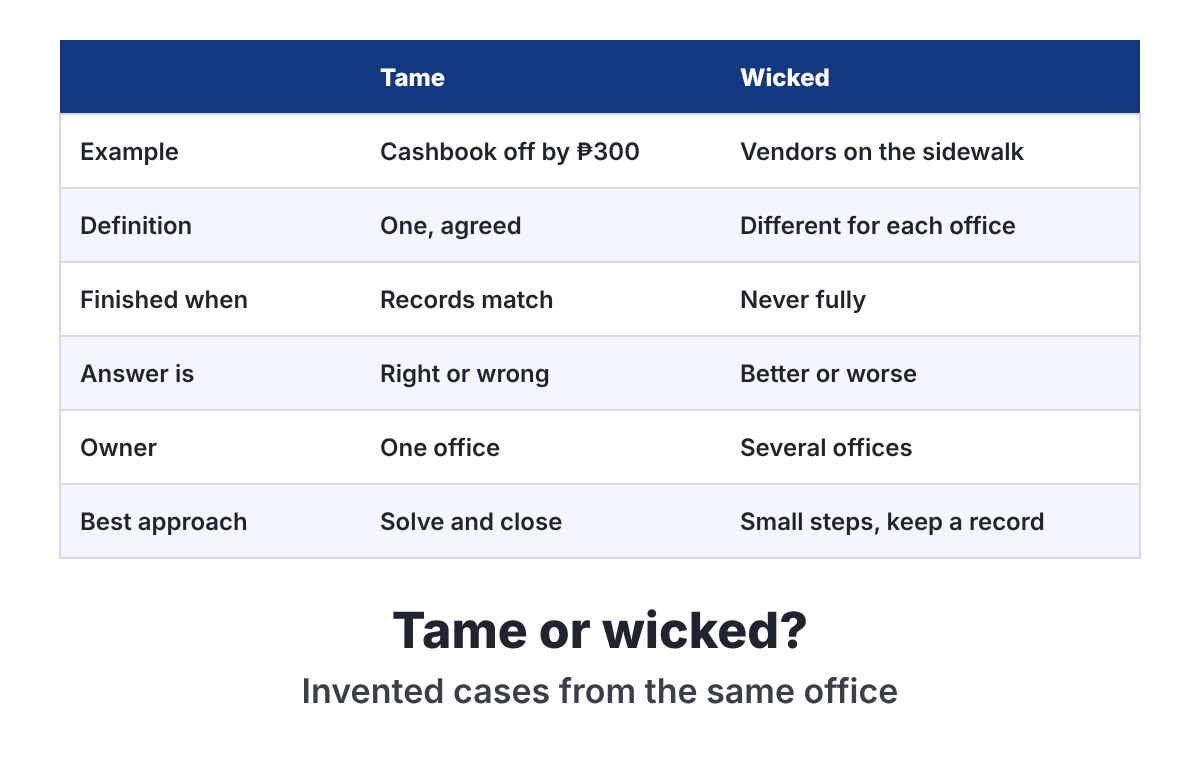 Tame Wicked
Example Cashbook off by ₱300 Vendors on the sidewalk
Definition One, agreed Different for each office
Finished when Records match Never fully
Answer is Right or wrong Better or worse
Owner One office Several offices
Best approach Solve and close Small steps, keep a record
Tame or wicked?
Invented cases from the same office